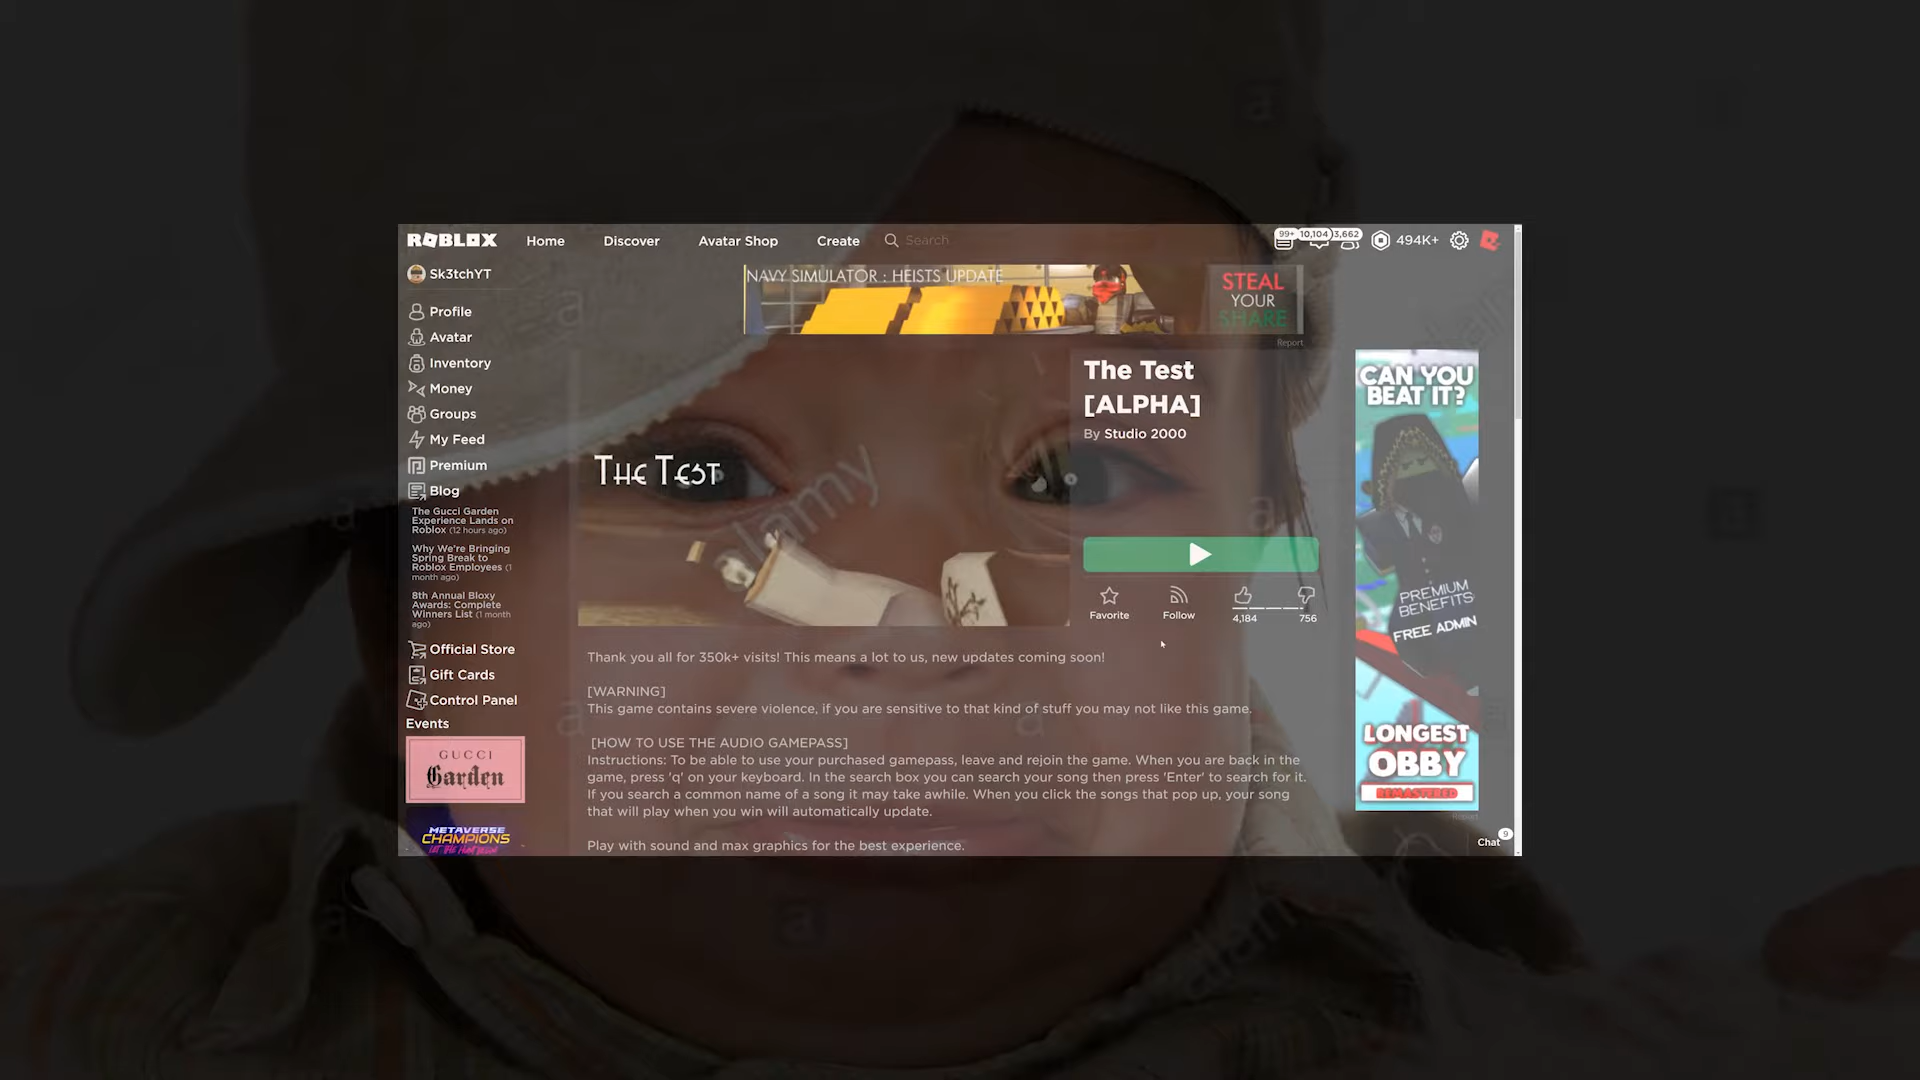 ROBLOX Home Discover Avatar Shop Create Search 99+ 10,104 3,662 494K+
Sk3tchYT
Profile
Avatar
Inventory
Money
Groups
My Feed
Premium
Blog
The Gucci Garden
Experience Lands on
Roblox (12 hours ago)
Why We're Bringing
Spring Break to
Roblox Employees (1
month ago)
8th Annual Bloxy
Awards: Complete
Winners List (1 month
ago)
Official Store
Gift Cards
Control Panel
Events
GUCCI
Garden
METAVERSE
CHAMPIONS
NAVY SIMULATOR : HEISTS UPDATE
STEAL
YOUR
SHARE
Report
THE TEST
alamy
The Test
[ALPHA]
By Studio 2000
Favorite
Follow
4,184
756
Thank you all for 350k+ visits! This means a lot to us, new updates coming soon!
[WARNING]
This game contains severe violence, if you are sensitive to that kind of stuff you may not like this game.
[HOW TO USE THE AUDIO GAMEPASS]
Instructions: To be able to use your purchased gamepass, leave and rejoin the game. When you are back in the
game, press 'q' on your keyboard. In the search box you can search your song then press 'Enter' to search for it.
If you search a common name of a song it may take awhile. When you click the songs that pop up, your song
that will play when you win will automatically update.
Play with sound and max graphics for the best experience.
CAN YOU
BEAT IT?
PREMIUM
BENEFITS
FREE ADMIN
LONGEST
OBBY
REMASTERED
Report
Chat
9